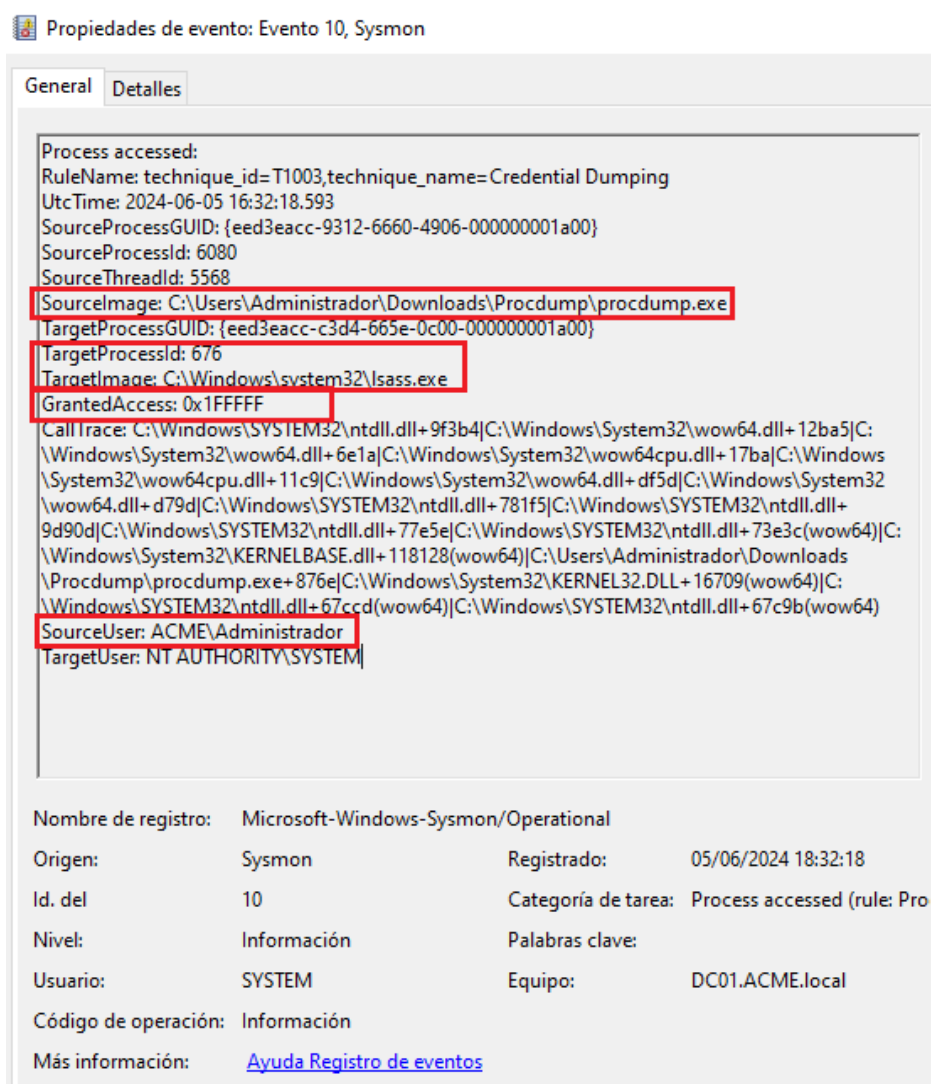 Propiedades de evento: Evento 10, Sysmon
General Detalles
Process accessed:
RuleName: technique_id=T1003,technique_name=Credential Dumping
UtcTime: 2024-06-05 16:32:18.593
SourceProcessGUID: {eed3eacc-9312-6660-4906-000000001a00}
SourceProcessId: 6080
SourceThreadId: 5568
SourceImage: C:\Users\Administrador\Downloads\Procdump\procdump.exe
TargetProcessGUID: {eed3eacc-c3d4-665e-0c00-000000001a00}
TargetProcessId: 676
TargetImage: C:\Windows\system32\lsass.exe
GrantedAccess: 0x1FFFFF
CallTrace: C:\Windows\SYSTEM32\ntdll.dll+9f3b4|C:\Windows\System32\wow64.dll+12ba5|C:
\Windows\System32\wow64.dll+6e1a|C:\Windows\System32\wow64cpu.dll+17ba|C:\Windows
\System32\wow64cpu.dll+11c9|C:\Windows\System32\wow64.dll+df5d|C:\Windows\System32
\wow64.dll+d79d|C:\Windows\SYSTEM32\ntdll.dll+781f5|C:\Windows\SYSTEM32\ntdll.dll+
9d90d|C:\Windows\SYSTEM32\ntdll.dll+77e5e|C:\Windows\SYSTEM32\ntdll.dll+73e3c(wow64)|C:
\Windows\System32\KERNELBASE.dll+118128(wow64)|C:\Users\Administrador\Downloads
\Procdump\procdump.exe+876e|C:\Windows\System32\KERNEL32.DLL+16709(wow64)|C:
\Windows\SYSTEM32\ntdll.dll+67ccd(wow64)|C:\Windows\SYSTEM32\ntdll.dll+67c9b(wow64)
SourceUser: ACME\Administrador
TargetUser: NT AUTHORITY\SYSTEM
Nombre de registro: Microsoft-Windows-Sysmon/Operational
Origen: Sysmon Registrado: 05/06/2024 18:32:18
Id. del 10 Categoría de tarea: Process accessed (rule: Pro
Nivel: Información Palabras clave:
Usuario: SYSTEM Equipo: DC01.ACME.local
Código de operación: Información
Más información: Ayuda Registro de eventos